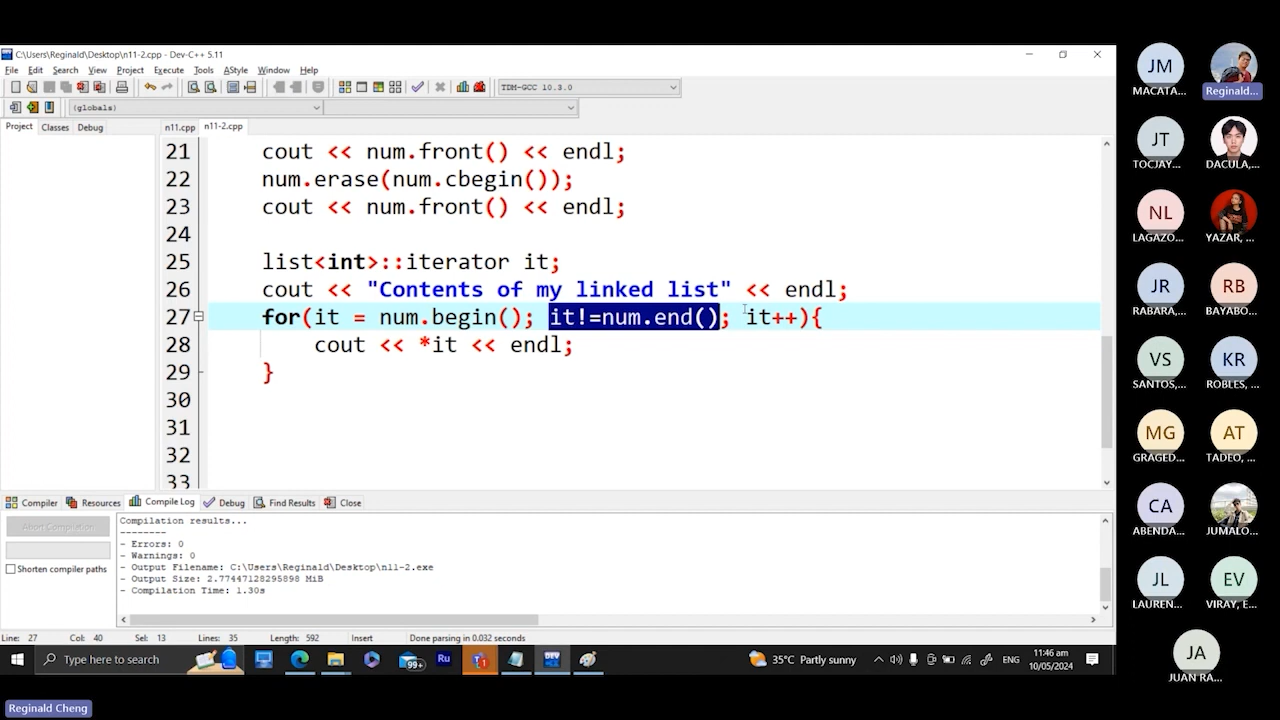 C:\Users\Reginald\Desktop\n11-2.cpp - Dev-C++ 5.11
File Edit Search View Project Execute Tools AStyle Window Help
TDM-GCC 10.3.0
(globals)
Project Classes Debug
n11.cpp n11-2.cpp
21 cout << num.front() << endl;
22 num.erase(num.cbegin());
23 cout << num.front() << endl;
24
25 list<int>::iterator it;
26 cout << "Contents of my linked list" << endl;
27 for(it = num.begin(); it!=num.end(); it++){
28 cout << *it << endl;
29 }
30
31
32
33
Compiler Resources Compile Log Debug Find Results Close
Abort Compilation
Shorten compiler paths
Compilation results...
--------
- Errors: 0
- Warnings: 0
- Output Filename: C:\Users\Reginald\Desktop\n11-2.exe
- Output Size: 2.77447128295898 MiB
- Compilation Time: 1.30s
Line: 27 Col: 40 Sel: 13 Lines: 35 Length: 592 Insert Done parsing in 0.032 seconds
Type here to search
99+
Ru
1
DEV
35°C Partly sunny
ENG
11:46 am
10/05/2024
JM
MACATA...
Reginald...
JT
TOCJAY...
DACULA,...
NL
LAGAZO...
YAZAR, ...
JR
RABARA,...
RB
BAYABO...
VS
SANTOS,...
KR
ROBLES, ...
MG
GRAGED...
AT
TADEO, ...
CA
ABENDA...
JUMALO...
JL
LAUREN...
EV
VIRAY, E...
JA
JUAN RA...
Reginald Cheng